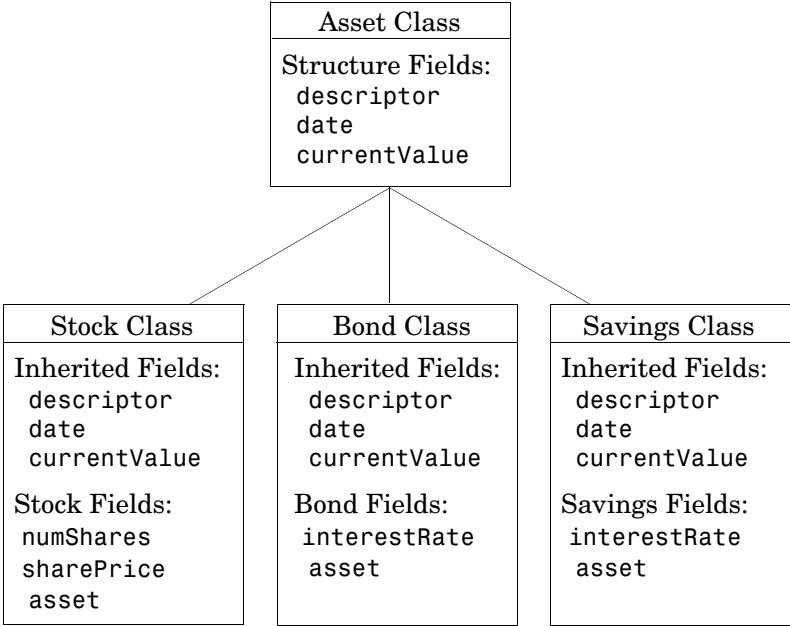 Asset Class
Structure Fields:
descriptor
date
currentValue
Stock Class
Inherited Fields:
descriptor
date
currentValue
Stock Fields:
numShares
sharePrice
asset
Bond Class
Inherited Fields:
descriptor
date
currentValue
Bond Fields:
interestRate
asset
Savings Class
Inherited Fields:
descriptor
date
currentValue
Savings Fields:
interestRate
asset